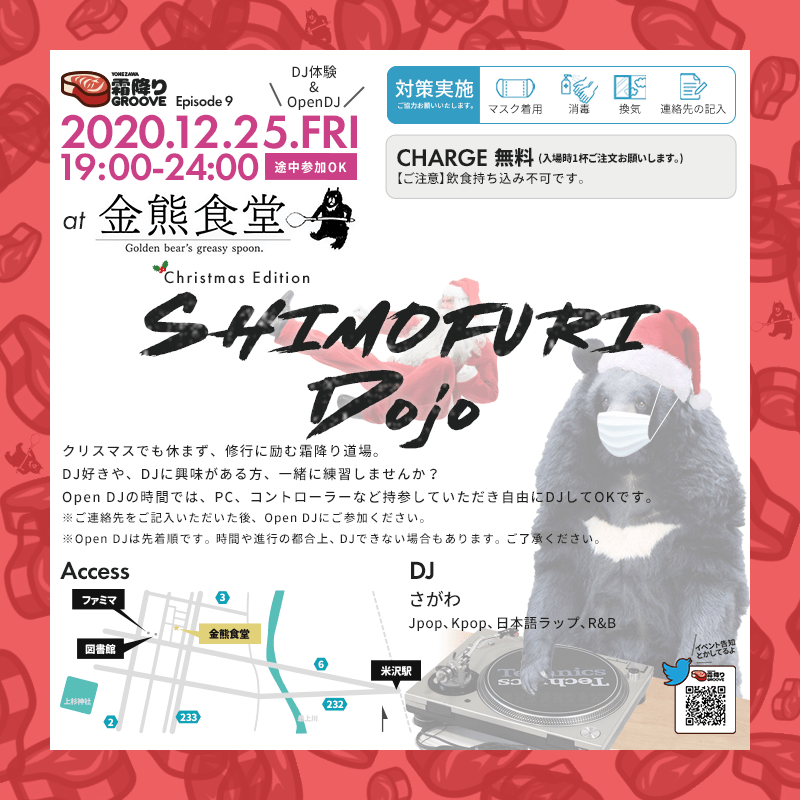 YONEZAWA
霜降り
GROOVE
Episode 9
DJ体験
&
OpenDJ
2020.12.25.FRI
19:00-24:00
途中参加OK
at 金熊食堂
Golden bear's greasy spoon.
対策実施
ご協力お願いいたします。
マスク着用
消毒
換気
連絡先の記入
CHARGE 無料 (入場時1杯ご注文お願いします。)
【ご注意】飲食持ち込み不可です。
Christmas Edition
SHIMOFURI
Dojo
クリスマスでも休まず、修行に励む霜降り道場。
DJ好きや、DJに興味がある方、一緒に練習しませんか？
Open DJの時間では、PC、コントローラーなど持参していただき自由にDJしてOKです。
※ご連絡先をご記入いただいた後、Open DJにご参加ください。
※Open DJは先着順です。時間や進行の都合上、DJできない場合もあります。ご了承ください。
Access
ファミマ
図書館
金熊食堂
米沢駅
上杉神社
最上川
3
6
2
233
232
DJ
さがわ
Jpop、Kpop、日本語ラップ、R&B
Technics
Technics
イベント告知
とかしてるよ
霜降り
GROOVE